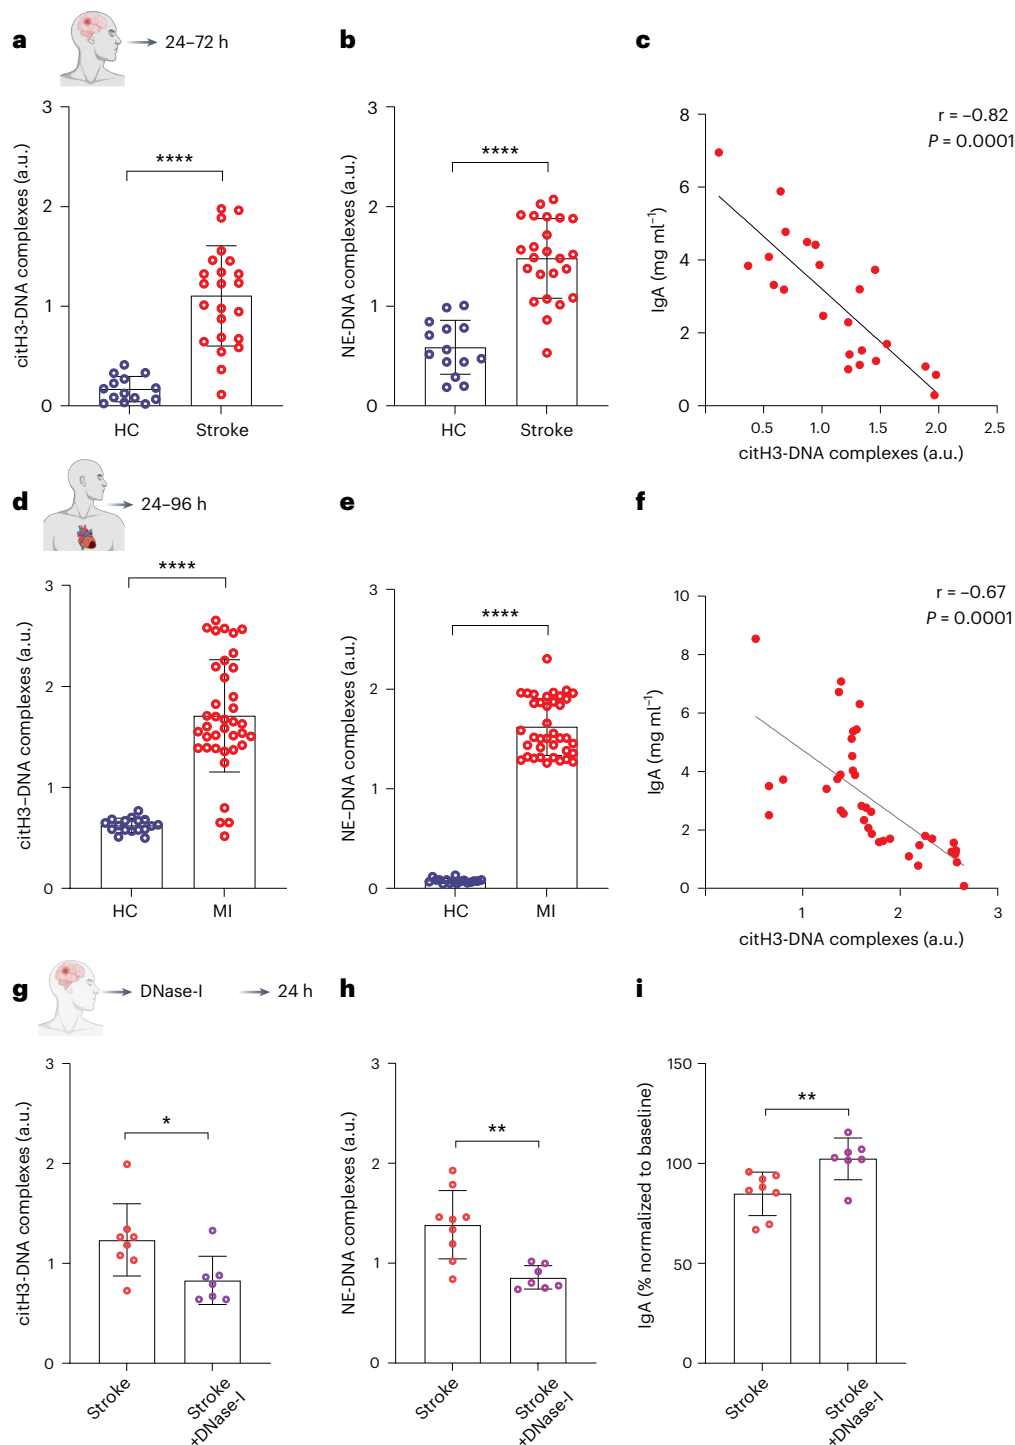 a
24–72 h
citH3-DNA complexes (a.u.)
3
2
1
0
****
HC
Stroke
b
NE-DNA complexes (a.u.)
3
2
1
0
****
HC
Stroke
c
r = –0.82
P = 0.0001
IgA (mg ml⁻¹)
8
6
4
2
0
0.5
1.0
1.5
2.0
2.5
citH3-DNA complexes (a.u.)
d
24–96 h
citH3–DNA complexes (a.u.)
3
2
1
0
****
HC
MI
e
NE–DNA complexes (a.u.)
3
2
1
0
****
HC
MI
f
r = –0.67
P = 0.0001
IgA (mg ml⁻¹)
10
8
6
4
2
0
1
2
3
citH3-DNA complexes (a.u.)
g
DNase-I
24 h
citH3-DNA complexes (a.u.)
3
2
1
0
*
Stroke
Stroke
+DNase-I
h
NE-DNA complexes (a.u.)
3
2
1
0
**
Stroke
Stroke
+DNase-I
i
IgA (% normalized to baseline)
150
100
50
0
**
Stroke
Stroke
+DNase-I